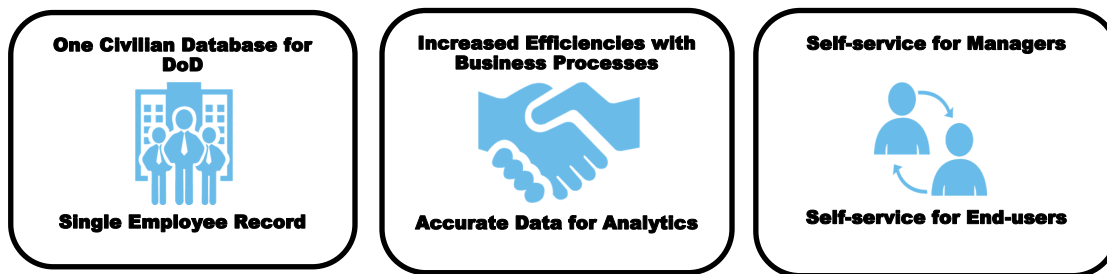 One Civilian Database for
DoD
Single Employee Record
Increased Efficiencies with
Business Processes
Accurate Data for Analytics
Self-service for Managers
Self-service for End-users